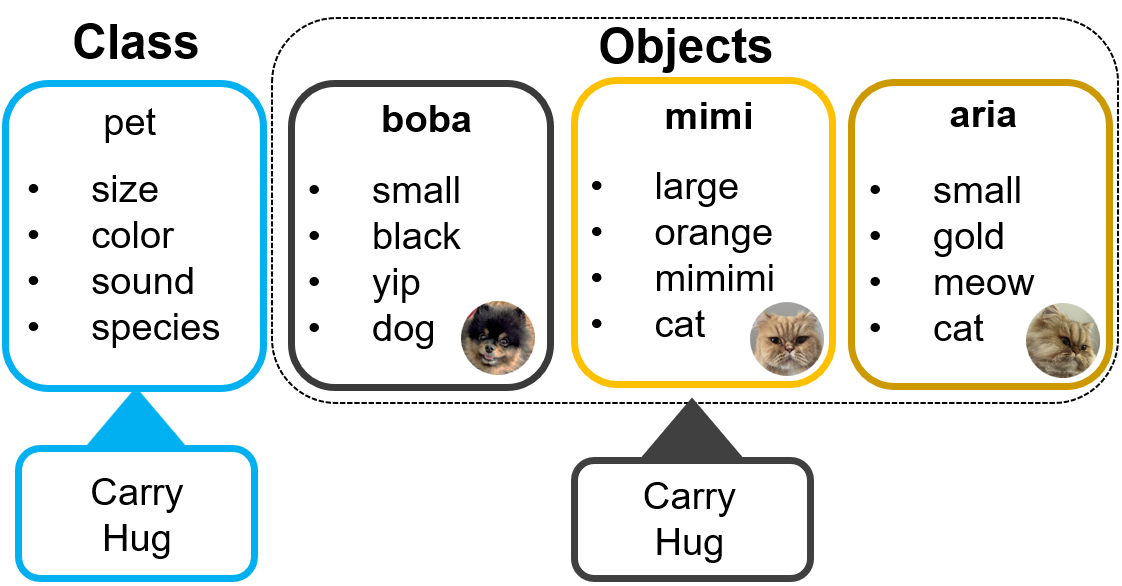 Class
pet
• size
• color
• sound
• species
Carry
Hug
Objects
boba
• small
• black
• yip
• dog
mimi
• large
• orange
• mimimi
• cat
aria
• small
• gold
• meow
• cat
Carry
Hug